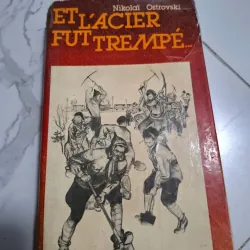 Nikolaï Ostrovski
ET L'ACIER
FUT TREMPÉ...